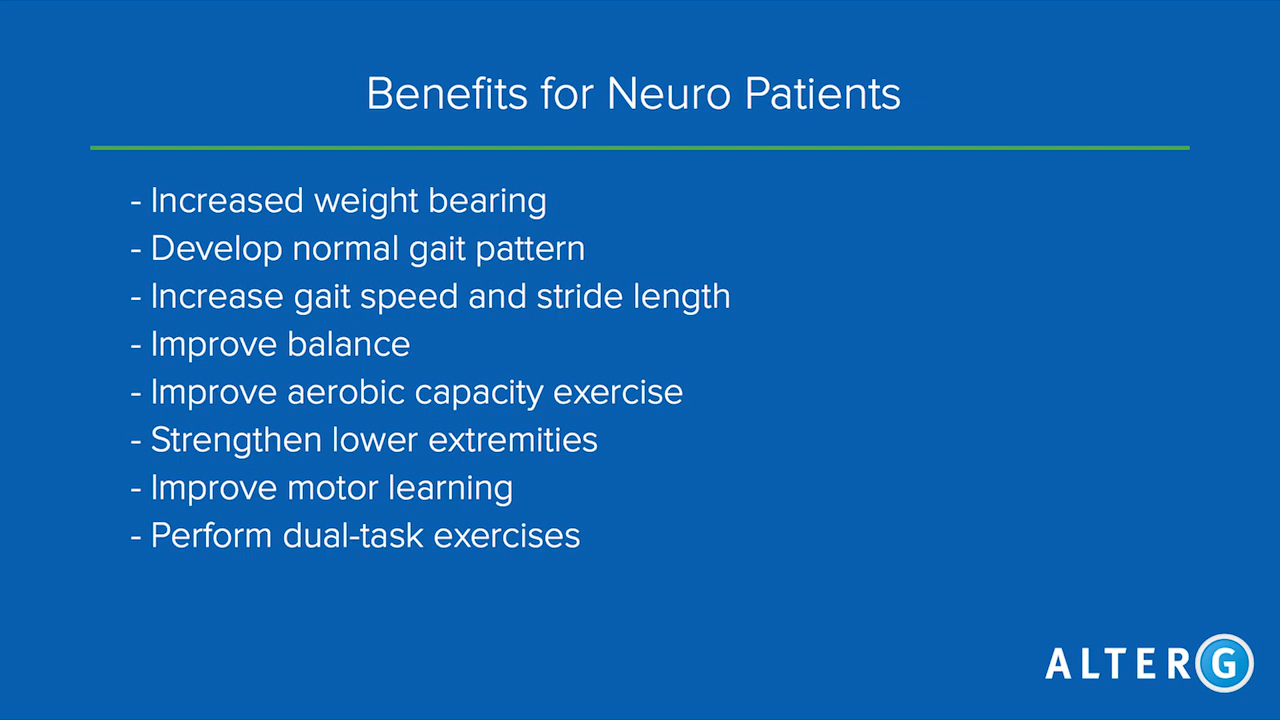 Benefits for Neuro Patients
- Increased weight bearing
- Develop normal gait pattern
- Increase gait speed and stride length
- Improve balance
- Improve aerobic capacity exercise
- Strengthen lower extremities
- Improve motor learning
- Perform dual-task exercises
ALTERG